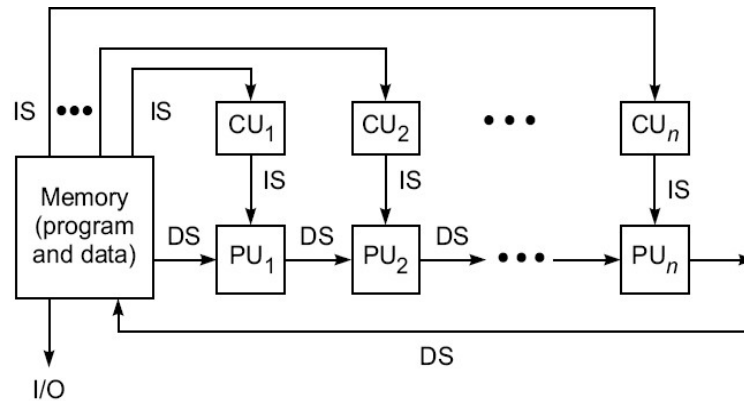 IS ••• IS
CU₁ CU₂ • • • CUₙ
IS IS IS
Memory
(program
and data)
DS PU₁ DS PU₂ DS ••• PUₙ
DS
I/O